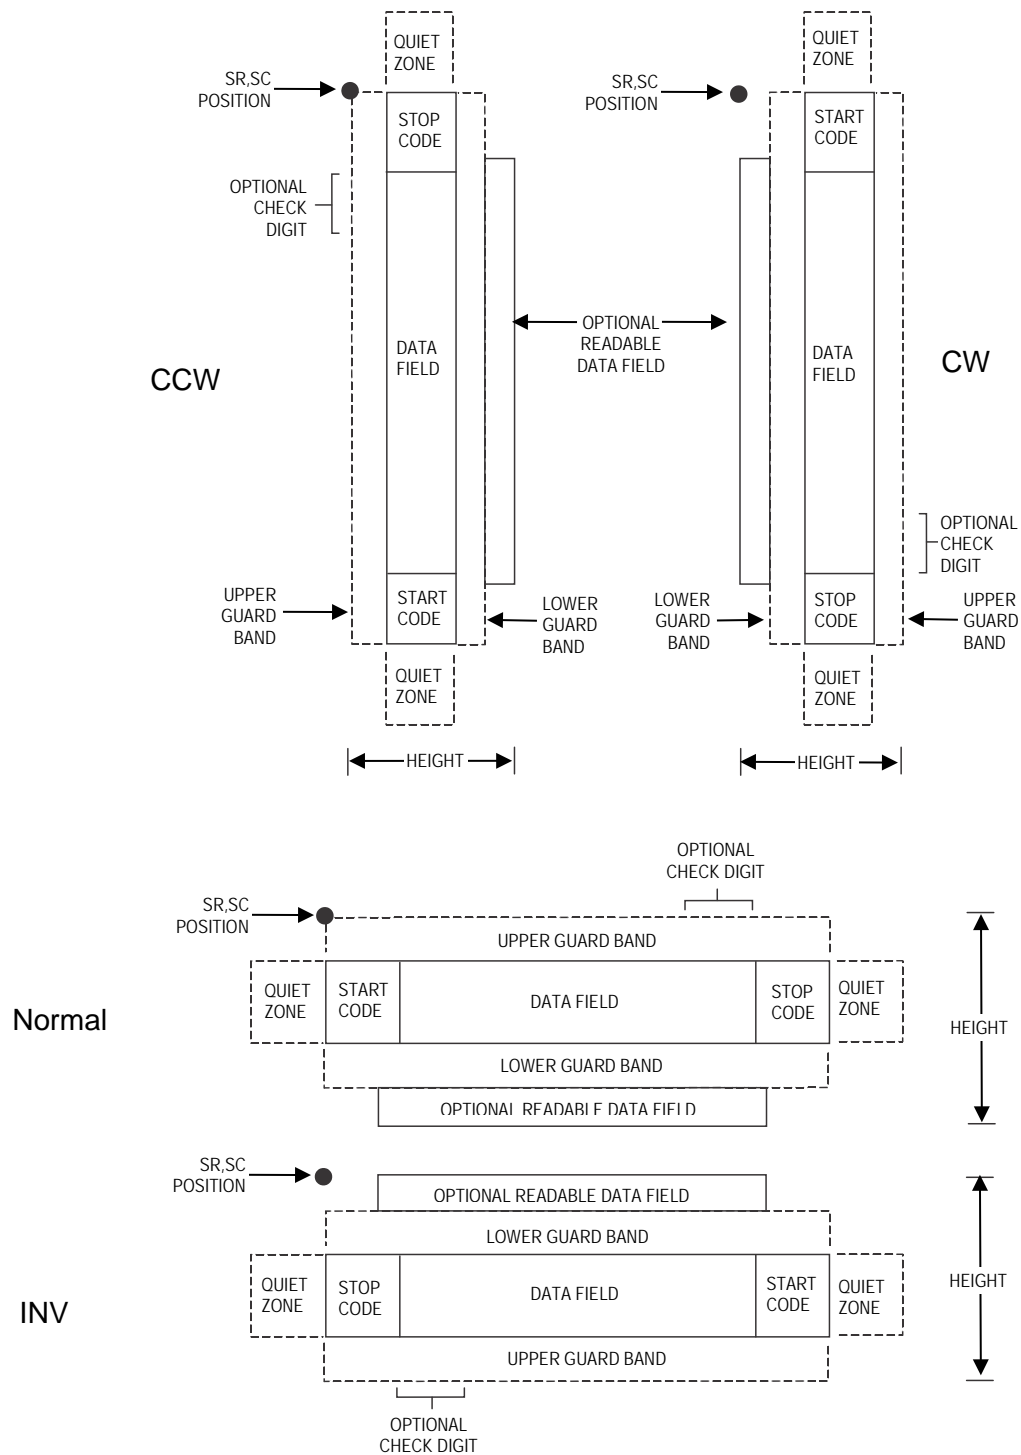 QUIET
ZONE
SR,SC
POSITION
STOP
CODE
OPTIONAL
CHECK
DIGIT
DATA
FIELD
CCW
UPPER
GUARD
BAND
START
CODE
LOWER
GUARD
BAND
QUIET
ZONE
HEIGHT
OPTIONAL
READABLE
DATA FIELD
QUIET
ZONE
SR,SC
POSITION
START
CODE
DATA
FIELD
CW
OPTIONAL
CHECK
DIGIT
LOWER
GUARD
BAND
STOP
CODE
UPPER
GUARD
BAND
QUIET
ZONE
HEIGHT
OPTIONAL
CHECK DIGIT
SR,SC
POSITION
UPPER GUARD BAND
Normal
QUIET
ZONE
START
CODE
DATA FIELD
STOP
CODE
QUIET
ZONE
HEIGHT
LOWER GUARD BAND
OPTIONAL READABLE DATA FIELD
SR,SC
POSITION
OPTIONAL READABLE DATA FIELD
LOWER GUARD BAND
INV
QUIET
ZONE
STOP
CODE
DATA FIELD
START
CODE
QUIET
ZONE
HEIGHT
UPPER GUARD BAND
OPTIONAL
CHECK DIGIT